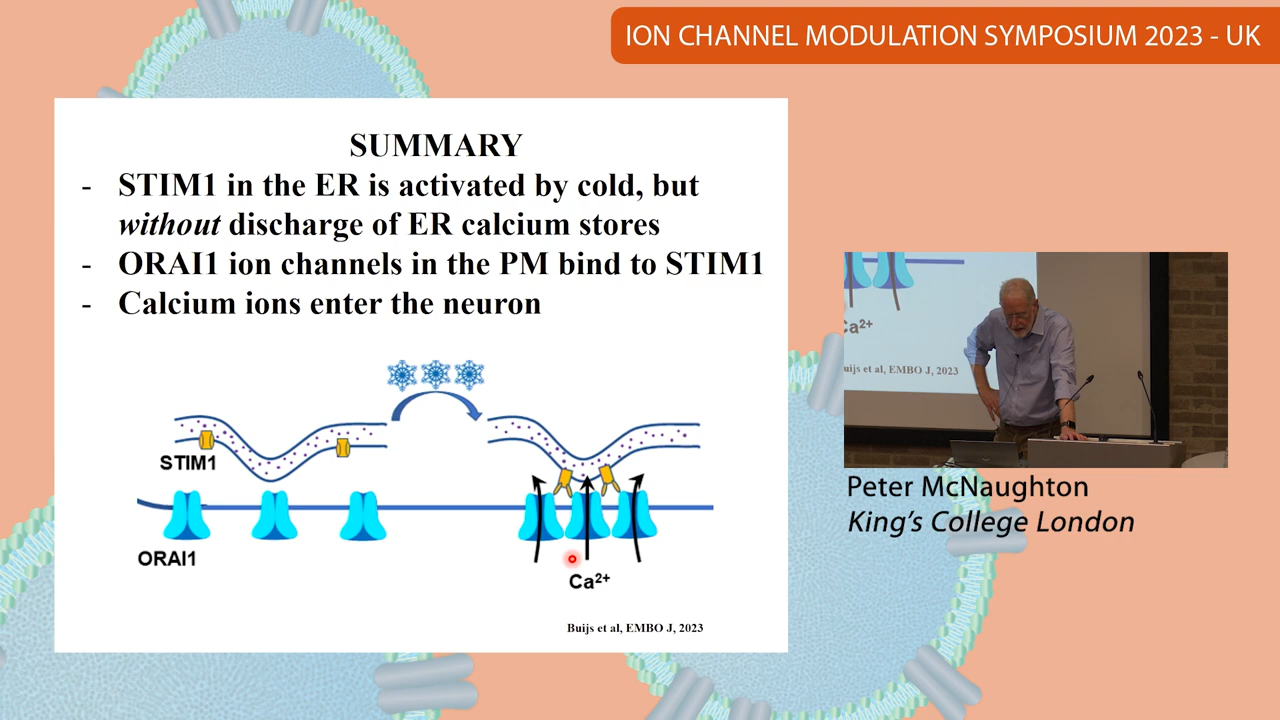 ION CHANNEL MODULATION SYMPOSIUM 2023 - UK
SUMMARY
- STIM1 in the ER is activated by cold, but
without discharge of ER calcium stores
- ORAI1 ion channels in the PM bind to STIM1
- Calcium ions enter the neuron
STIM1
ORAI1
Ca2+
Buijs et al, EMBO J, 2023
Ca2+
uijs et al, EMBO J, 2023
Peter McNaughton
King's College London